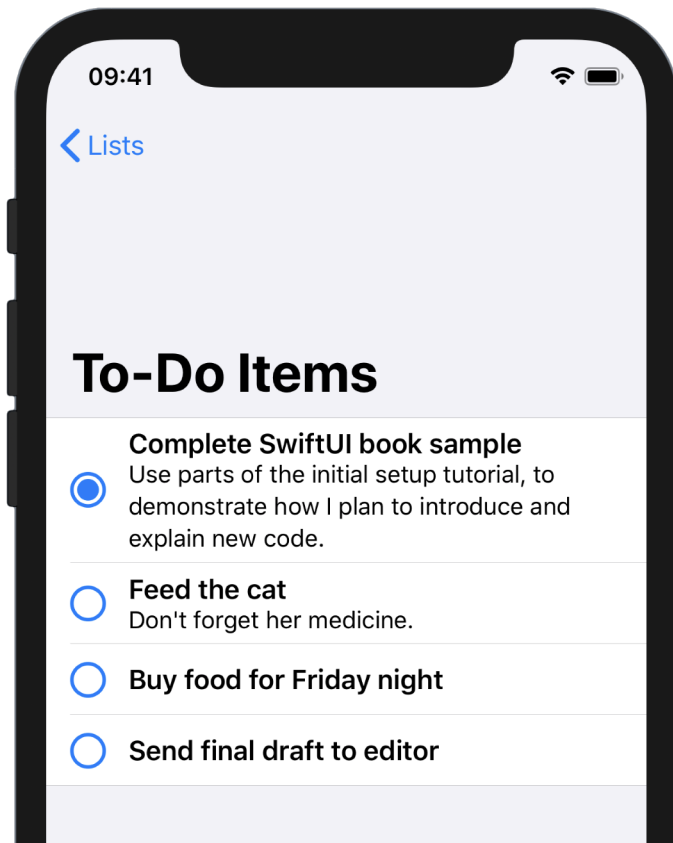 09:41
Lists
To-Do Items
Complete SwiftUI book sample
Use parts of the initial setup tutorial, to
demonstrate how I plan to introduce and
explain new code.
Feed the cat
Don't forget her medicine.
Buy food for Friday night
Send final draft to editor